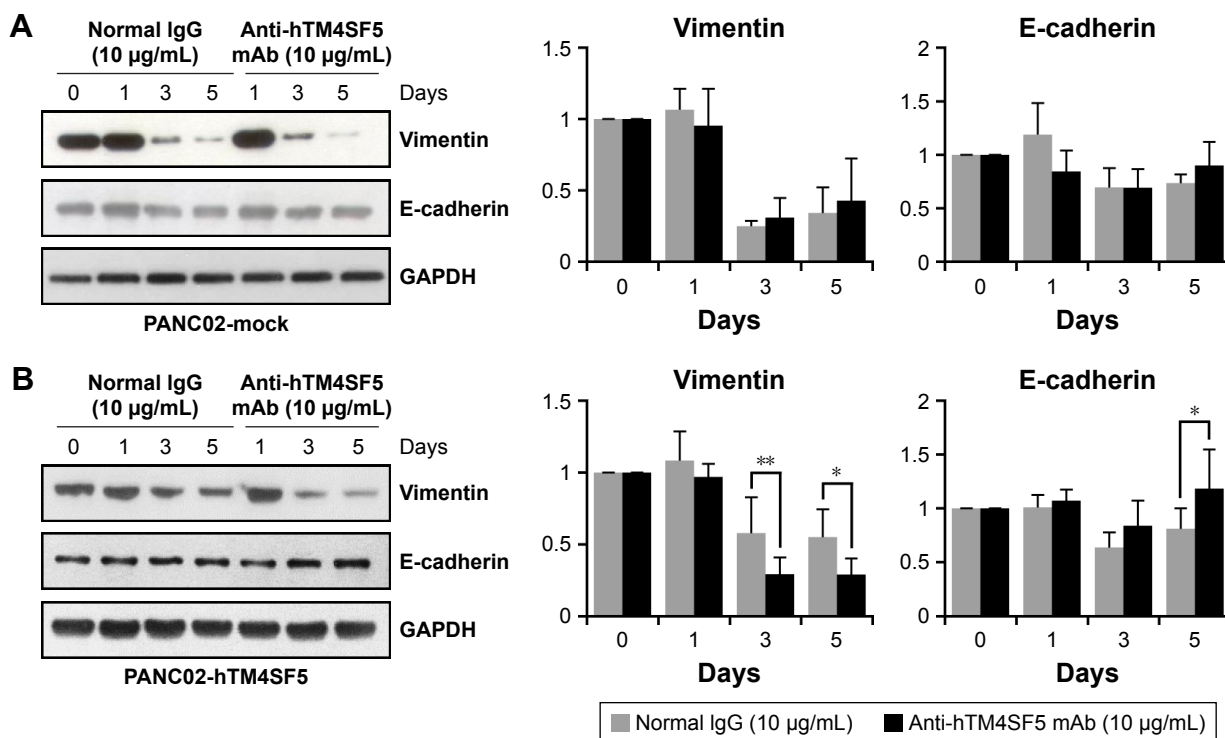 A
Normal IgG
(10 µg/mL)
Anti-hTM4SF5
mAb (10 µg/mL)
0 1 3 5 1 3 5 Days
Vimentin
E-cadherin
GAPDH
PANC02-mock
Vimentin
1.5
1
0.5
0
0 1 3 5
Days
E-cadherin
2
1.5
1
0.5
0
0 1 3 5
Days
B
Normal IgG
(10 µg/mL)
Anti-hTM4SF5
mAb (10 µg/mL)
0 1 3 5 1 3 5 Days
Vimentin
E-cadherin
GAPDH
PANC02-hTM4SF5
Vimentin
1.5
1
0.5
0
** *
0 1 3 5
Days
E-cadherin
2
1.5
1
0.5
0
*
0 1 3 5
Days
Normal IgG (10 µg/mL) Anti-hTM4SF5 mAb (10 µg/mL)